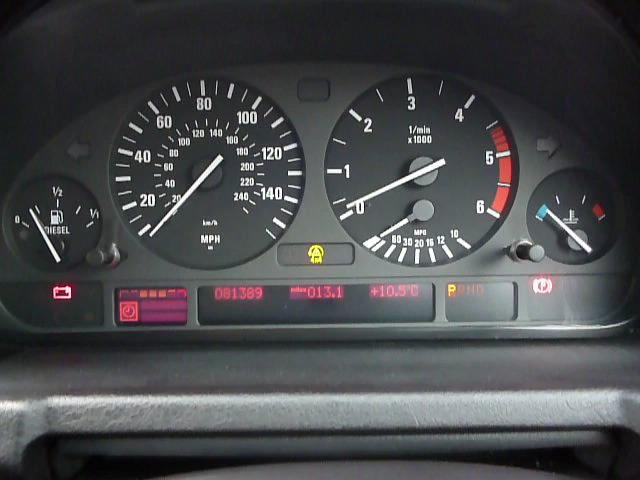 20 40 60 80 100 120 140
20 40 60 80 100 120 140 160 180 200 220 240
km/h
MPH
0 1/2 1/1
DIESEL
0 1 2 3 4 5 6
1/min
x1000
MPG
60 30 20 16 12 10
4x4
081389 miles 013.1 +10.5°C
PRND
P